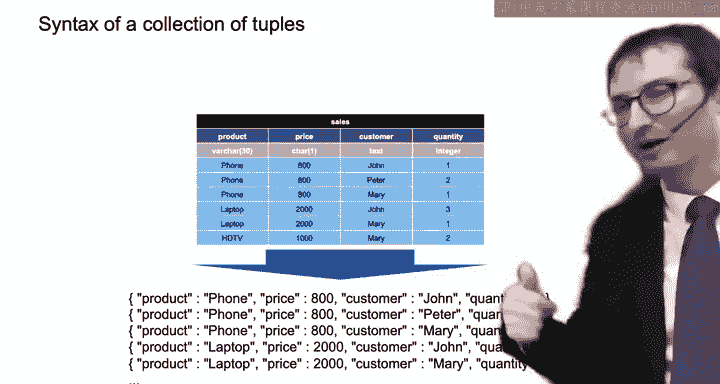 Syntax of a collection of tuples
sales
product price customer quantity
varchar(30) char(1) text integer
Phone 800 John 1
Phone 800 Peter 2
Phone 800 Mary 1
Laptop 2000 John 3
Laptop 2000 Mary 1
HDTV 1000 Mary 2
{ "product" : "Phone", "price" : 800, "customer" : "John", "quant
{ "product" : "Phone", "price" : 800, "customer" : "Peter", "quan
{ "product" : "Phone", "price" : 800, "customer" : "Mary", "quan
{ "product" : "Laptop", "price" : 2000, "customer" : "John", "qua
{ "product" : "Laptop", "price" : 2000, "customer" : "Mary", "quantity
...